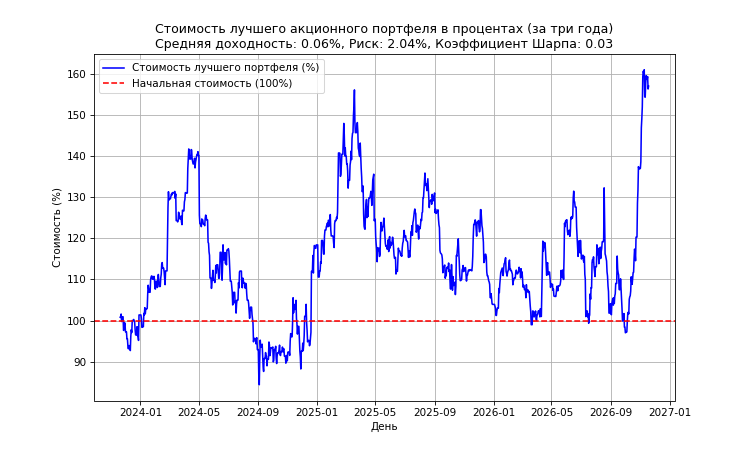 Стоимость лучшего акционного портфеля в процентах (за три года)
Средняя доходность: 0.06%, Риск: 2.04%, Коэффициент Шарпа: 0.03
Стоимость лучшего портфеля (%)
Начальная стоимость (100%)
Стоимость (%)
160
150
140
130
120
110
100
90
2024-01 2024-05 2024-09 2025-01 2025-05 2025-09 2026-01 2026-05 2026-09 2027-01
День